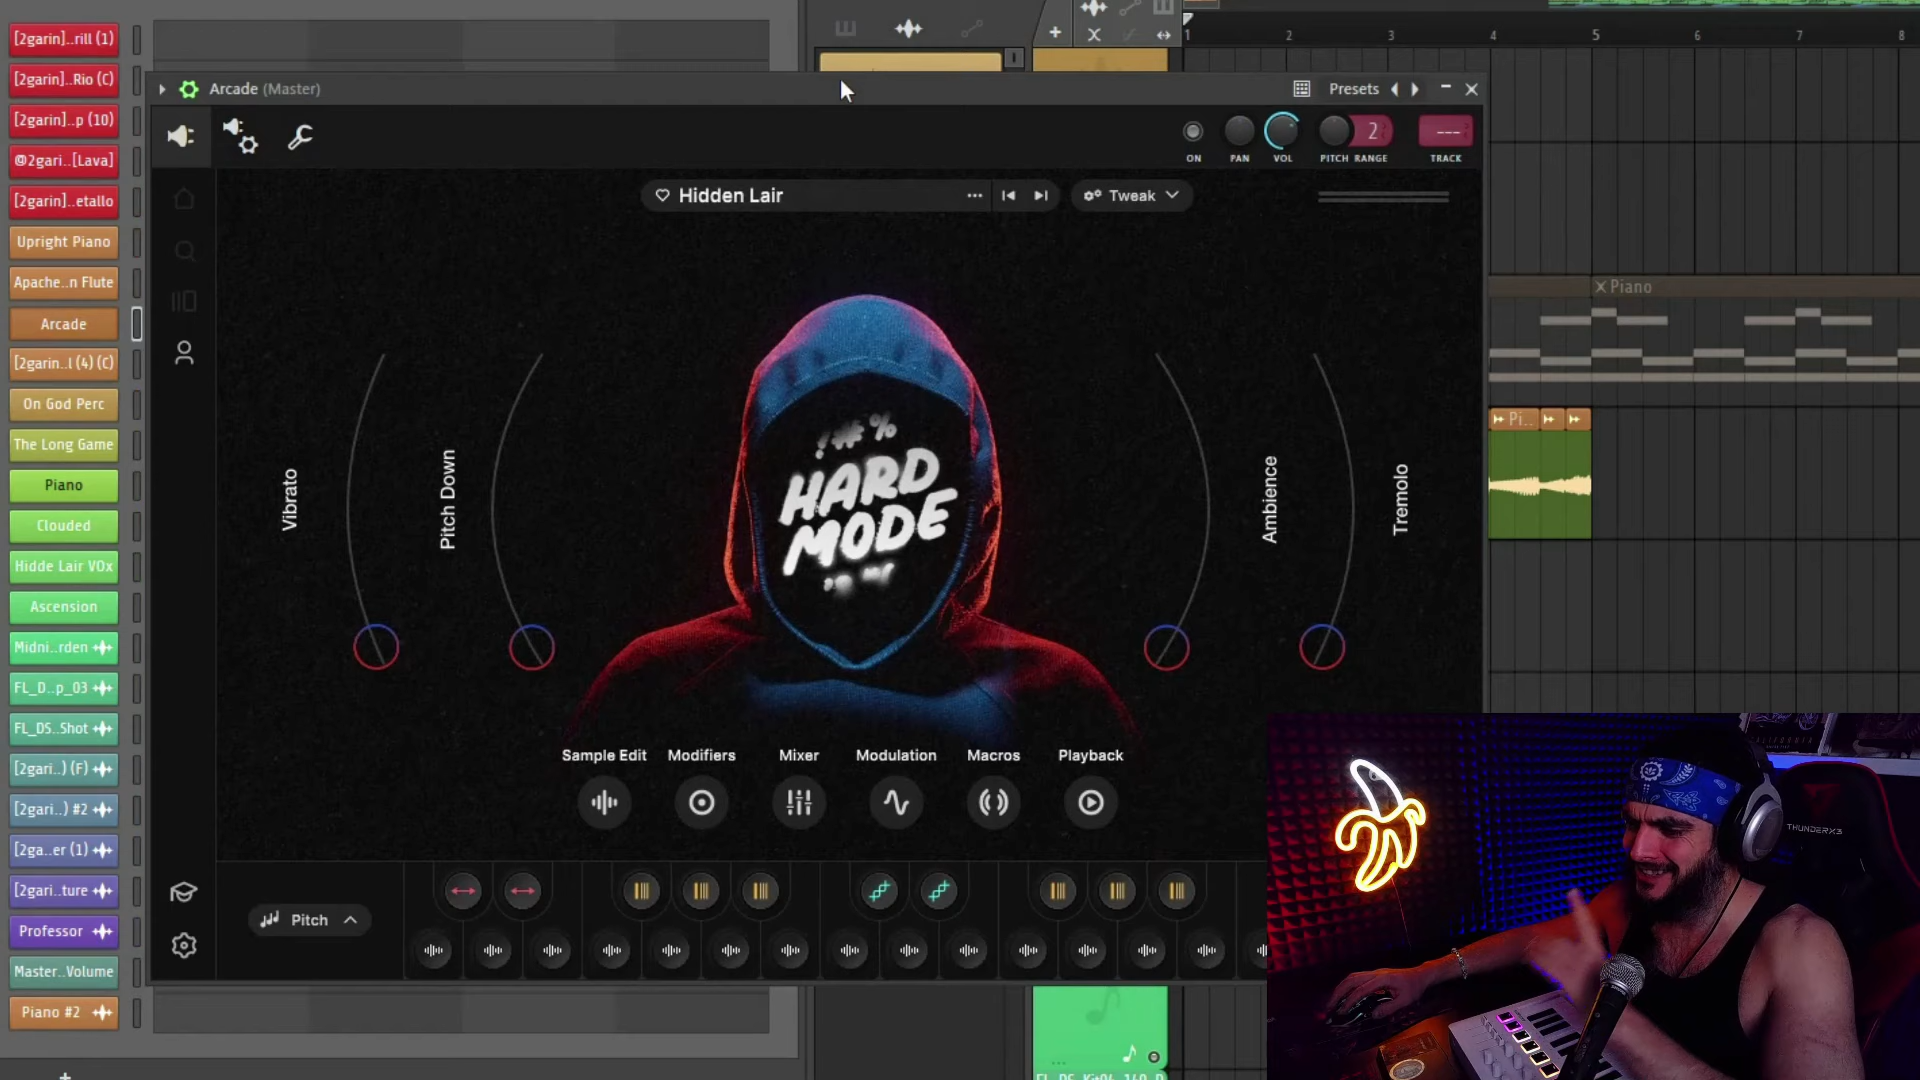 [2garin]..rill (1)
[2garin]..Rio (C)
[2garin]..p (10)
@2gari..[Lava]
[2garin]..etallo
Upright Piano
Apache..n Flute
Arcade
[2garin..l (4) (C)
On God Perc
The Long Game
Piano
Clouded
Hidde Lair VOx
Ascension
Midni..rden
FL_D..p_03
FL_DS..Shot
[2gari..) (F)
[2gari..) #2
[2ga..er (1)
[2gari..ture
Professor
Master..Volume
Piano #2
Arcade (Master)
Presets
ON
PAN
VOL
PITCH
2
RANGE
---
TRACK
Hidden Lair
Tweak
!#%
HARD
MODE
Vibrato
Pitch Down
Ambience
Tremolo
Sample Edit
Modifiers
Mixer
Modulation
Macros
Playback
Pitch
1
2
3
4
5
6
7
8
Piano
Pi..
CALIFORNIA
THUNDERX3